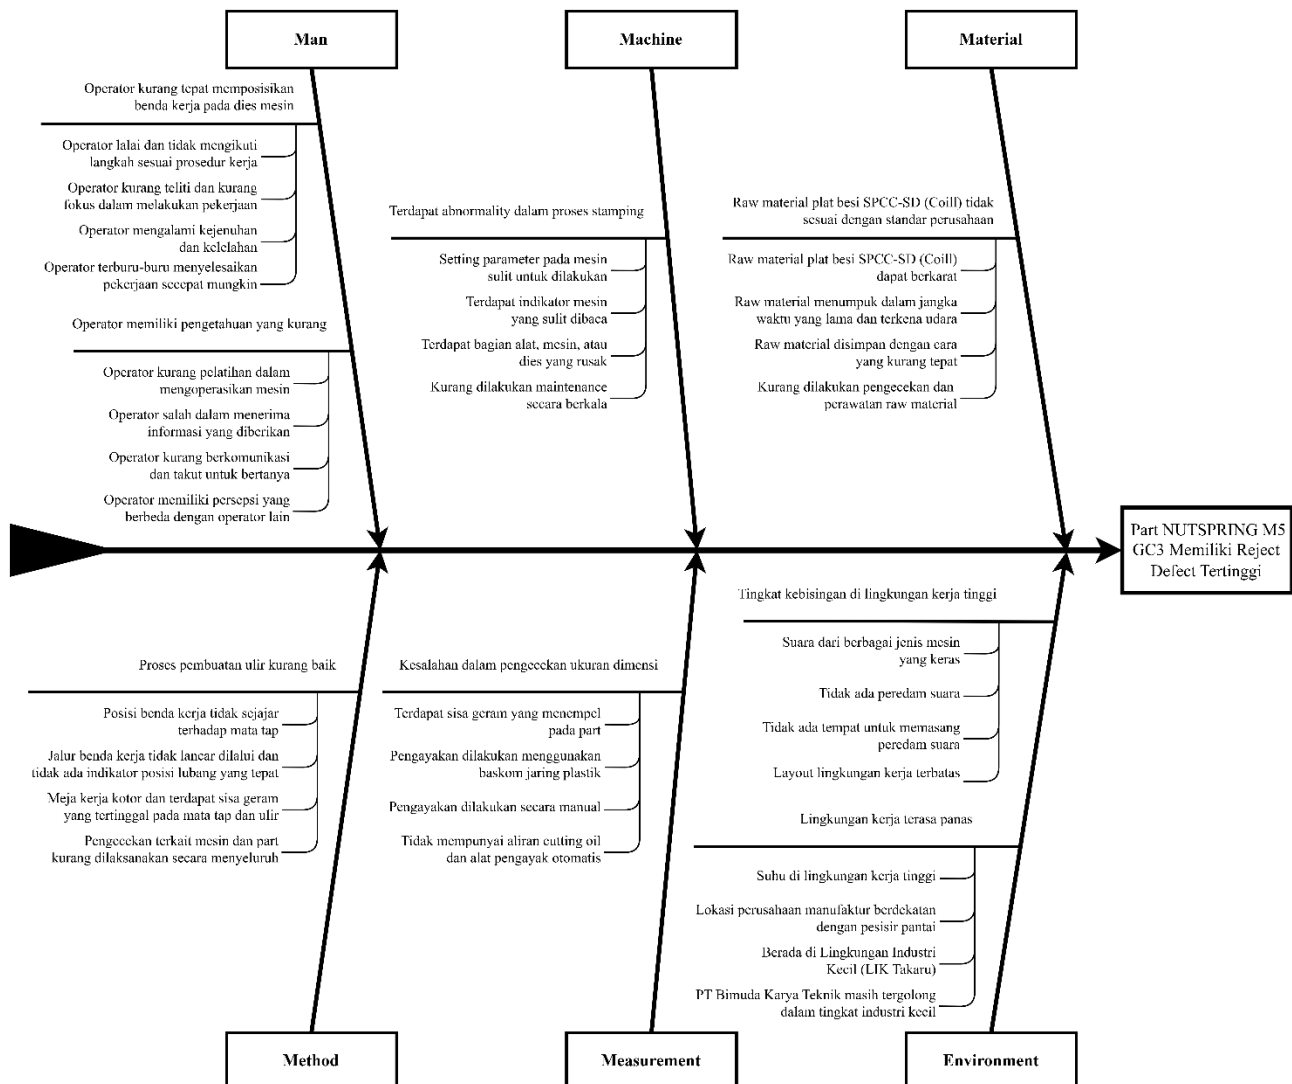 Man
Machine
Material
Operator kurang tepat memposisikan
benda kerja pada dies mesin
Operator lalai dan tidak mengikuti
langkah sesuai prosedur kerja
Operator kurang teliti dan kurang
fokus dalam melakukan pekerjaan
Operator mengalami kejenuhan
dan kelelahan
Operator terburu-buru menyelesaikan
pekerjaan secepat mungkin
Operator memiliki pengetahuan yang kurang
Operator kurang pelatihan dalam
mengoperasikan mesin
Operator salah dalam menerima
informasi yang diberikan
Operator kurang berkomunikasi
dan takut untuk bertanya
Operator memiliki persepsi yang
berbeda dengan operator lain
Terdapat abnormality dalam proses stamping
Setting parameter pada mesin
sulit untuk dilakukan
Terdapat indikator mesin
yang sulit dibaca
Terdapat bagian alat, mesin, atau
dies yang rusak
Kurang dilakukan maintenance
secara berkala
Raw material plat besi SPCC-SD (Coill) tidak
sesuai dengan standar perusahaan
Raw material plat besi SPCC-SD (Coill)
dapat berkarat
Raw material menumpuk dalam jangka
waktu yang lama dan terkena udara
Raw material disimpan dengan cara
yang kurang tepat
Kurang dilakukan pengecekan dan
perawatan raw material
Part NUTSPRING M5
GC3 Memiliki Reject
Defect Tertinggi
Proses pembuatan ulir kurang baik
Posisi benda kerja tidak sejajar
terhadap mata tap
Jalur benda kerja tidak lancar dilalui dan
tidak ada indikator posisi lubang yang tepat
Meja kerja kotor dan terdapat sisa geram
yang tertinggal pada mata tap dan ulir
Pengecekan terkait mesin dan part
kurang dilaksanakan secara menyeluruh
Kesalahan dalam pengecekan ukuran dimensi
Terdapat sisa geram yang menempel
pada part
Pengayakan dilakukan menggunakan
baskom jaring plastik
Pengayakan dilakukan secara manual
Tidak mempunyai aliran cutting oil
dan alat pengayak otomatis
Tingkat kebisingan di lingkungan kerja tinggi
Suara dari berbagai jenis mesin
yang keras
Tidak ada peredam suara
Tidak ada tempat untuk memasang
peredam suara
Layout lingkungan kerja terbatas
Lingkungan kerja terasa panas
Suhu di lingkungan kerja tinggi
Lokasi perusahaan manufaktur berdekatan
dengan pesisir pantai
Berada di Lingkungan Industri
Kecil (LIK Takaru)
PT Bimuda Karya Teknik masih tergolong
dalam tingkat industri kecil
Method
Measurement
Environment